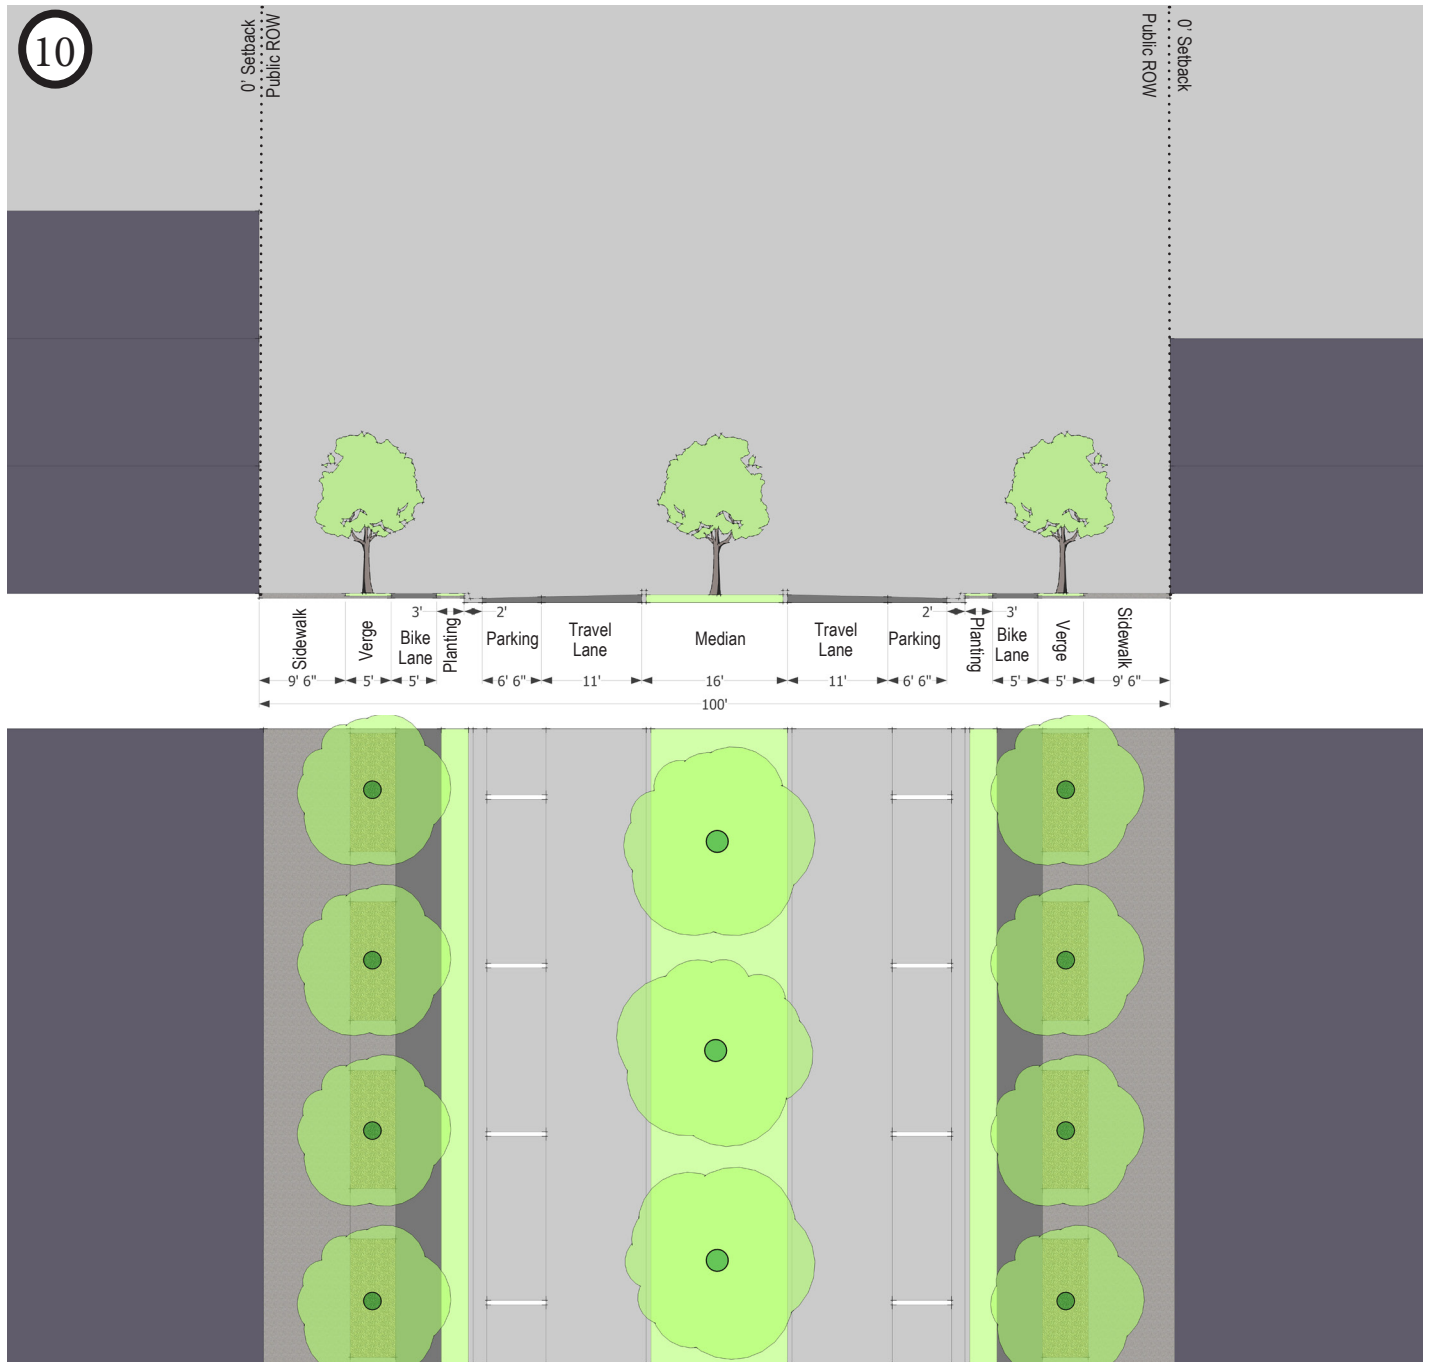 10
0' Setback
Public ROW
Public ROW
0' Setback
3'
2'
2'
3'
Sidewalk
Verge
Bike
Lane
Planting
Parking
Travel
Lane
Median
Travel
Lane
Parking
Planting
Bike
Lane
Verge
Sidewalk
9' 6"
5'
5'
6' 6"
11'
16'
11'
6' 6"
5'
5'
9' 6"
100'